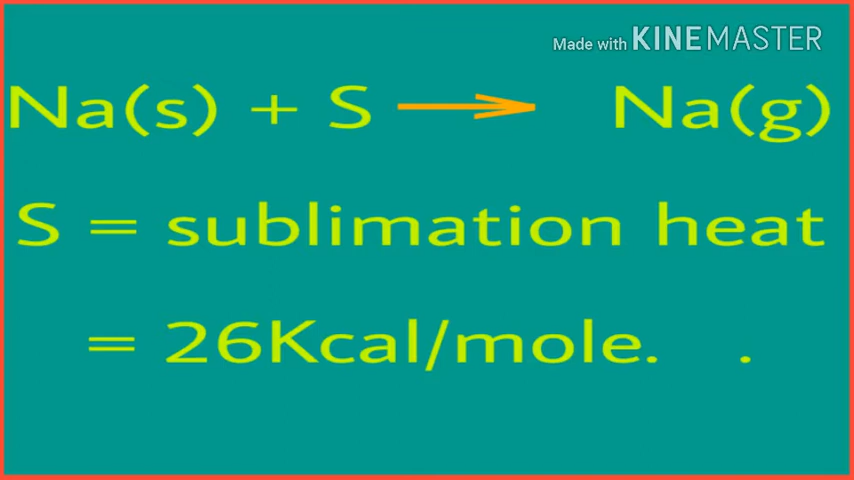 Made with KINEMASTER
Na(s) + S → Na(g)
S = sublimation heat
= 26Kcal/mole. .